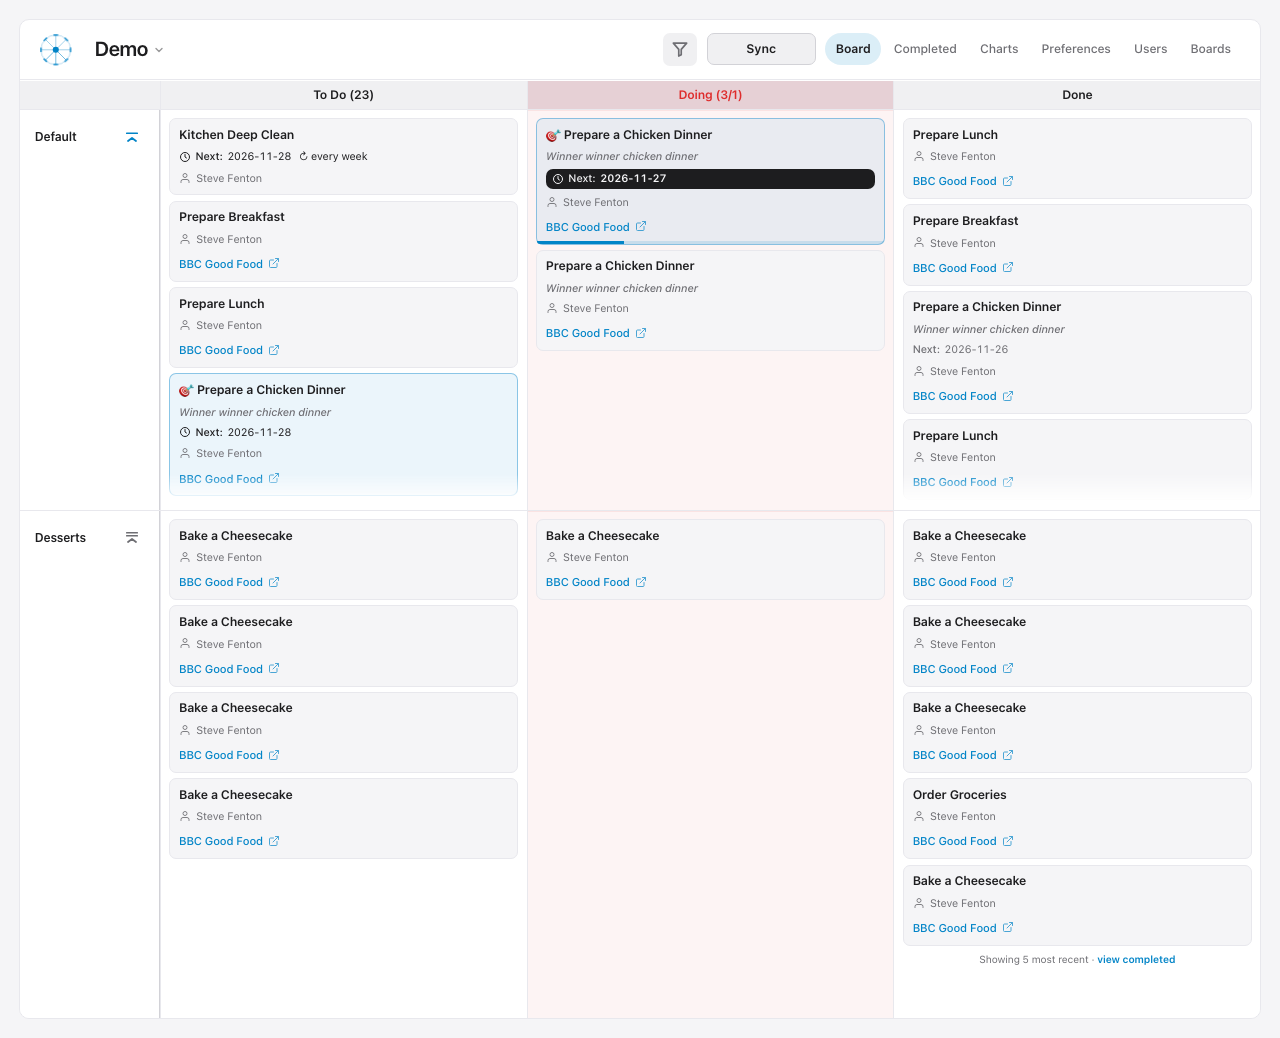 Demo
Sync
Board
Completed
Charts
Preferences
Users
Boards
To Do (23)
Doing (3/1)
Done
Default
Kitchen Deep Clean
Next: 2026-11-28 every week
Steve Fenton
Prepare Breakfast
Steve Fenton
BBC Good Food
Prepare Lunch
Steve Fenton
BBC Good Food
Prepare a Chicken Dinner
Winner winner chicken dinner
Next: 2026-11-28
Steve Fenton
BBC Good Food
Prepare a Chicken Dinner
Winner winner chicken dinner
Next: 2026-11-27
Steve Fenton
BBC Good Food
Prepare a Chicken Dinner
Winner winner chicken dinner
Steve Fenton
BBC Good Food
Prepare Lunch
Steve Fenton
BBC Good Food
Prepare Breakfast
Steve Fenton
BBC Good Food
Prepare a Chicken Dinner
Winner winner chicken dinner
Next: 2026-11-26
Steve Fenton
BBC Good Food
Prepare Lunch
Steve Fenton
BBC Good Food
Desserts
Bake a Cheesecake
Steve Fenton
BBC Good Food
Bake a Cheesecake
Steve Fenton
BBC Good Food
Bake a Cheesecake
Steve Fenton
BBC Good Food
Bake a Cheesecake
Steve Fenton
BBC Good Food
Bake a Cheesecake
Steve Fenton
BBC Good Food
Bake a Cheesecake
Steve Fenton
BBC Good Food
Bake a Cheesecake
Steve Fenton
BBC Good Food
Bake a Cheesecake
Steve Fenton
BBC Good Food
Order Groceries
Steve Fenton
BBC Good Food
Bake a Cheesecake
Steve Fenton
BBC Good Food
Showing 5 most recent - view completed